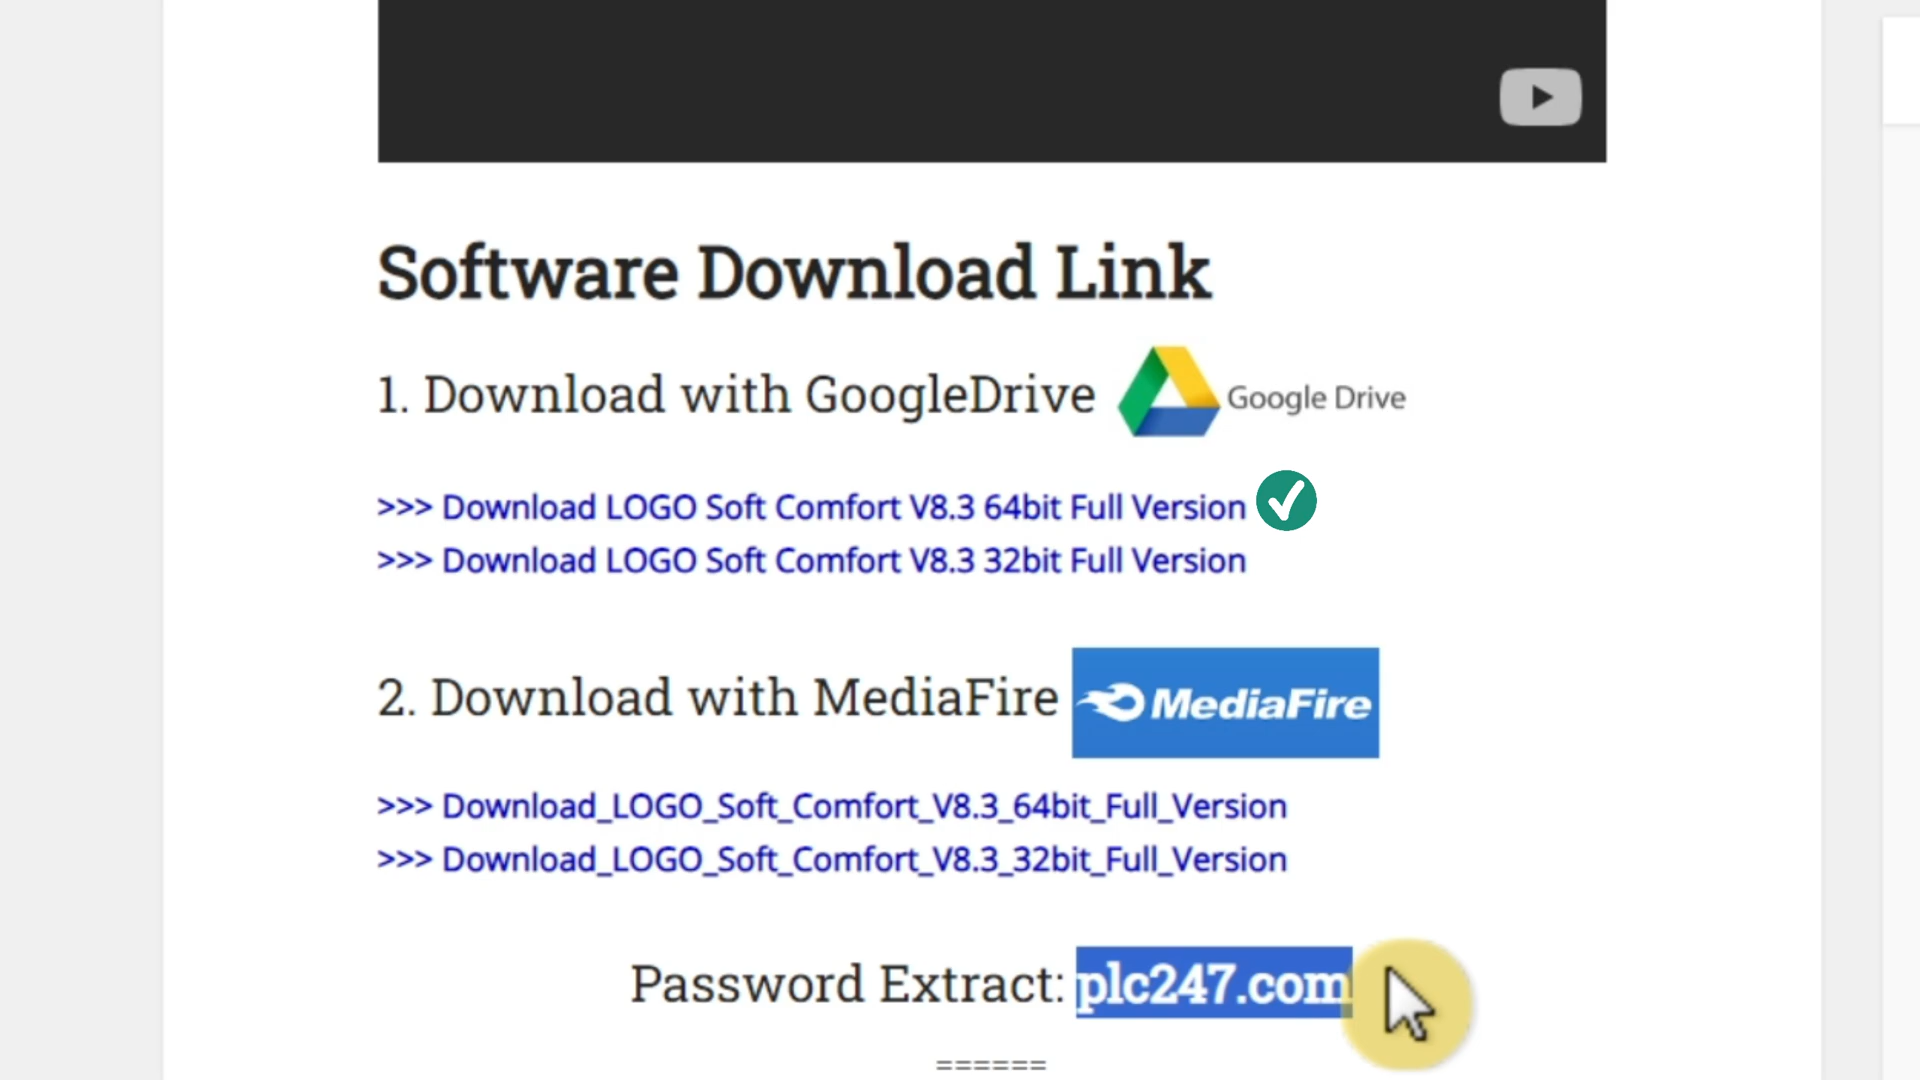 Software Download Link
1. Download with GoogleDrive Google Drive
>>> Download LOGO Soft Comfort V8.3 64bit Full Version
>>> Download LOGO Soft Comfort V8.3 32bit Full Version
2. Download with MediaFire MediaFire
>>> Download_LOGO_Soft_Comfort_V8.3_64bit_Full_Version
>>> Download_LOGO_Soft_Comfort_V8.3_32bit_Full_Version
Password Extract: plc247.com
======